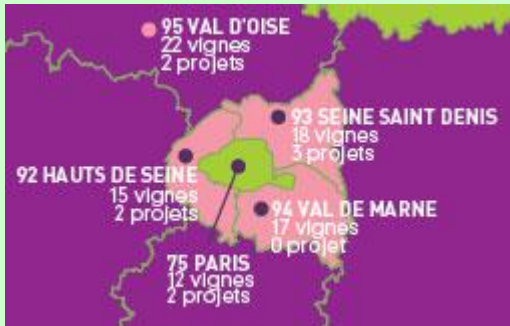 95 VAL D'OISE
22 vignes
2 projets
93 SEINE SAINT DENIS
18 vignes
3 projets
92 HAUTS DE SEINE
15 vignes
2 projets
94 VAL DE MARNE
17 vignes
0 projet
75 PARIS
12 vignes
2 projets